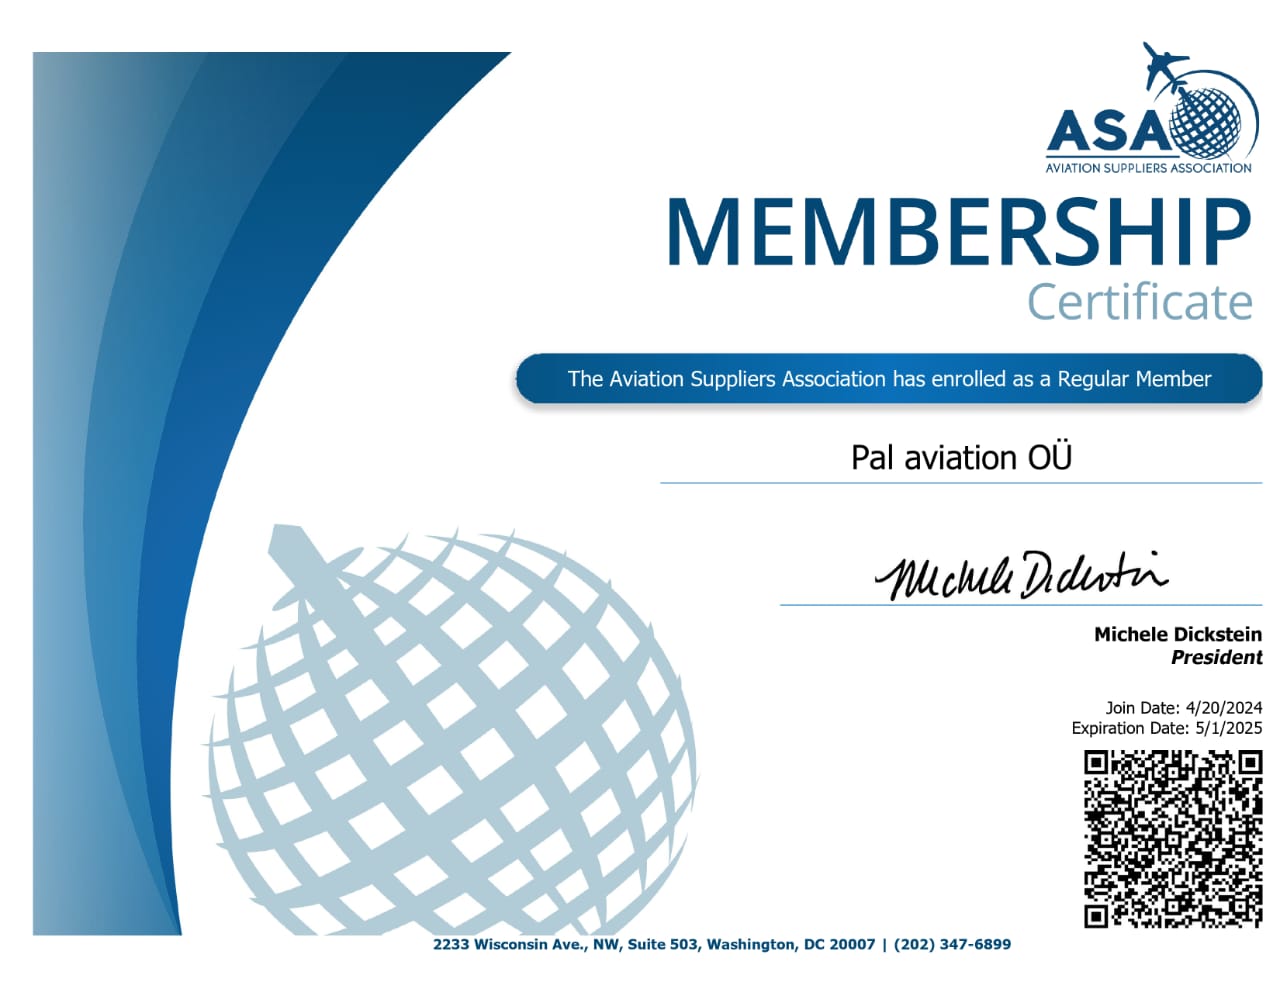 ASA
AVIATION SUPPLIERS ASSOCIATION
MEMBERSHIP
Certificate
The Aviation Suppliers Association has enrolled as a Regular Member
Pal aviation OÜ
Michele Dickstein
Michele Dickstein
President
Join Date: 4/20/2024
Expiration Date: 5/1/2025
2233 Wisconsin Ave., NW, Suite 503, Washington, DC 20007 | (202) 347-6899